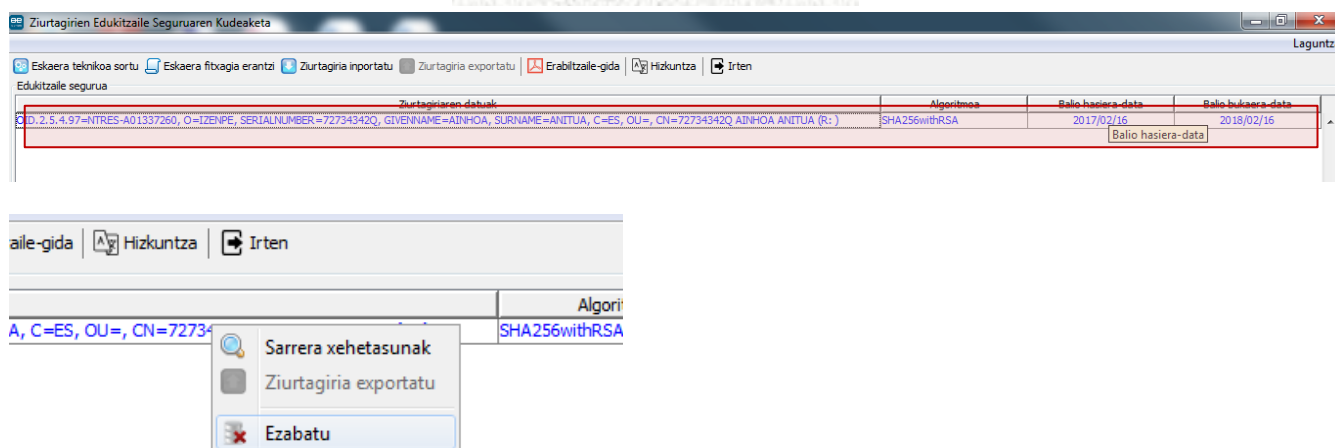 Ziurtagirien Edukitzaile Seguruaren Kudeaketa
Laguntz
Eskaera teknikoa sortu Eskaera fitxagia erantzi Ziurtagiria inportatu Ziurtagiria exportatu Erabiltzaile-gida Hizkuntza Irten
Edukitzaile segurua
Ziurtagiriaren datuak Algoritmoa Balio hasiera-data Balio bukaera-data
OID.2.5.4.97=NTRES-A01337260, O=IZENPE, SERIALNUMBER=72734342Q, GIVENNAME=AINHOA, SURNAME=ANITUA, C=ES, OU=, CN=72734342Q AINHOA ANITUA (R: ) SHA256withRSA 2017/02/16 2018/02/16
Balio hasiera-data
aile-gida Hizkuntza Irten
Algori
A, C=ES, OU=, CN=72734 SHA256withRSA
Sarrera xehetasunak
Ziurtagiria exportatu
Ezabatu